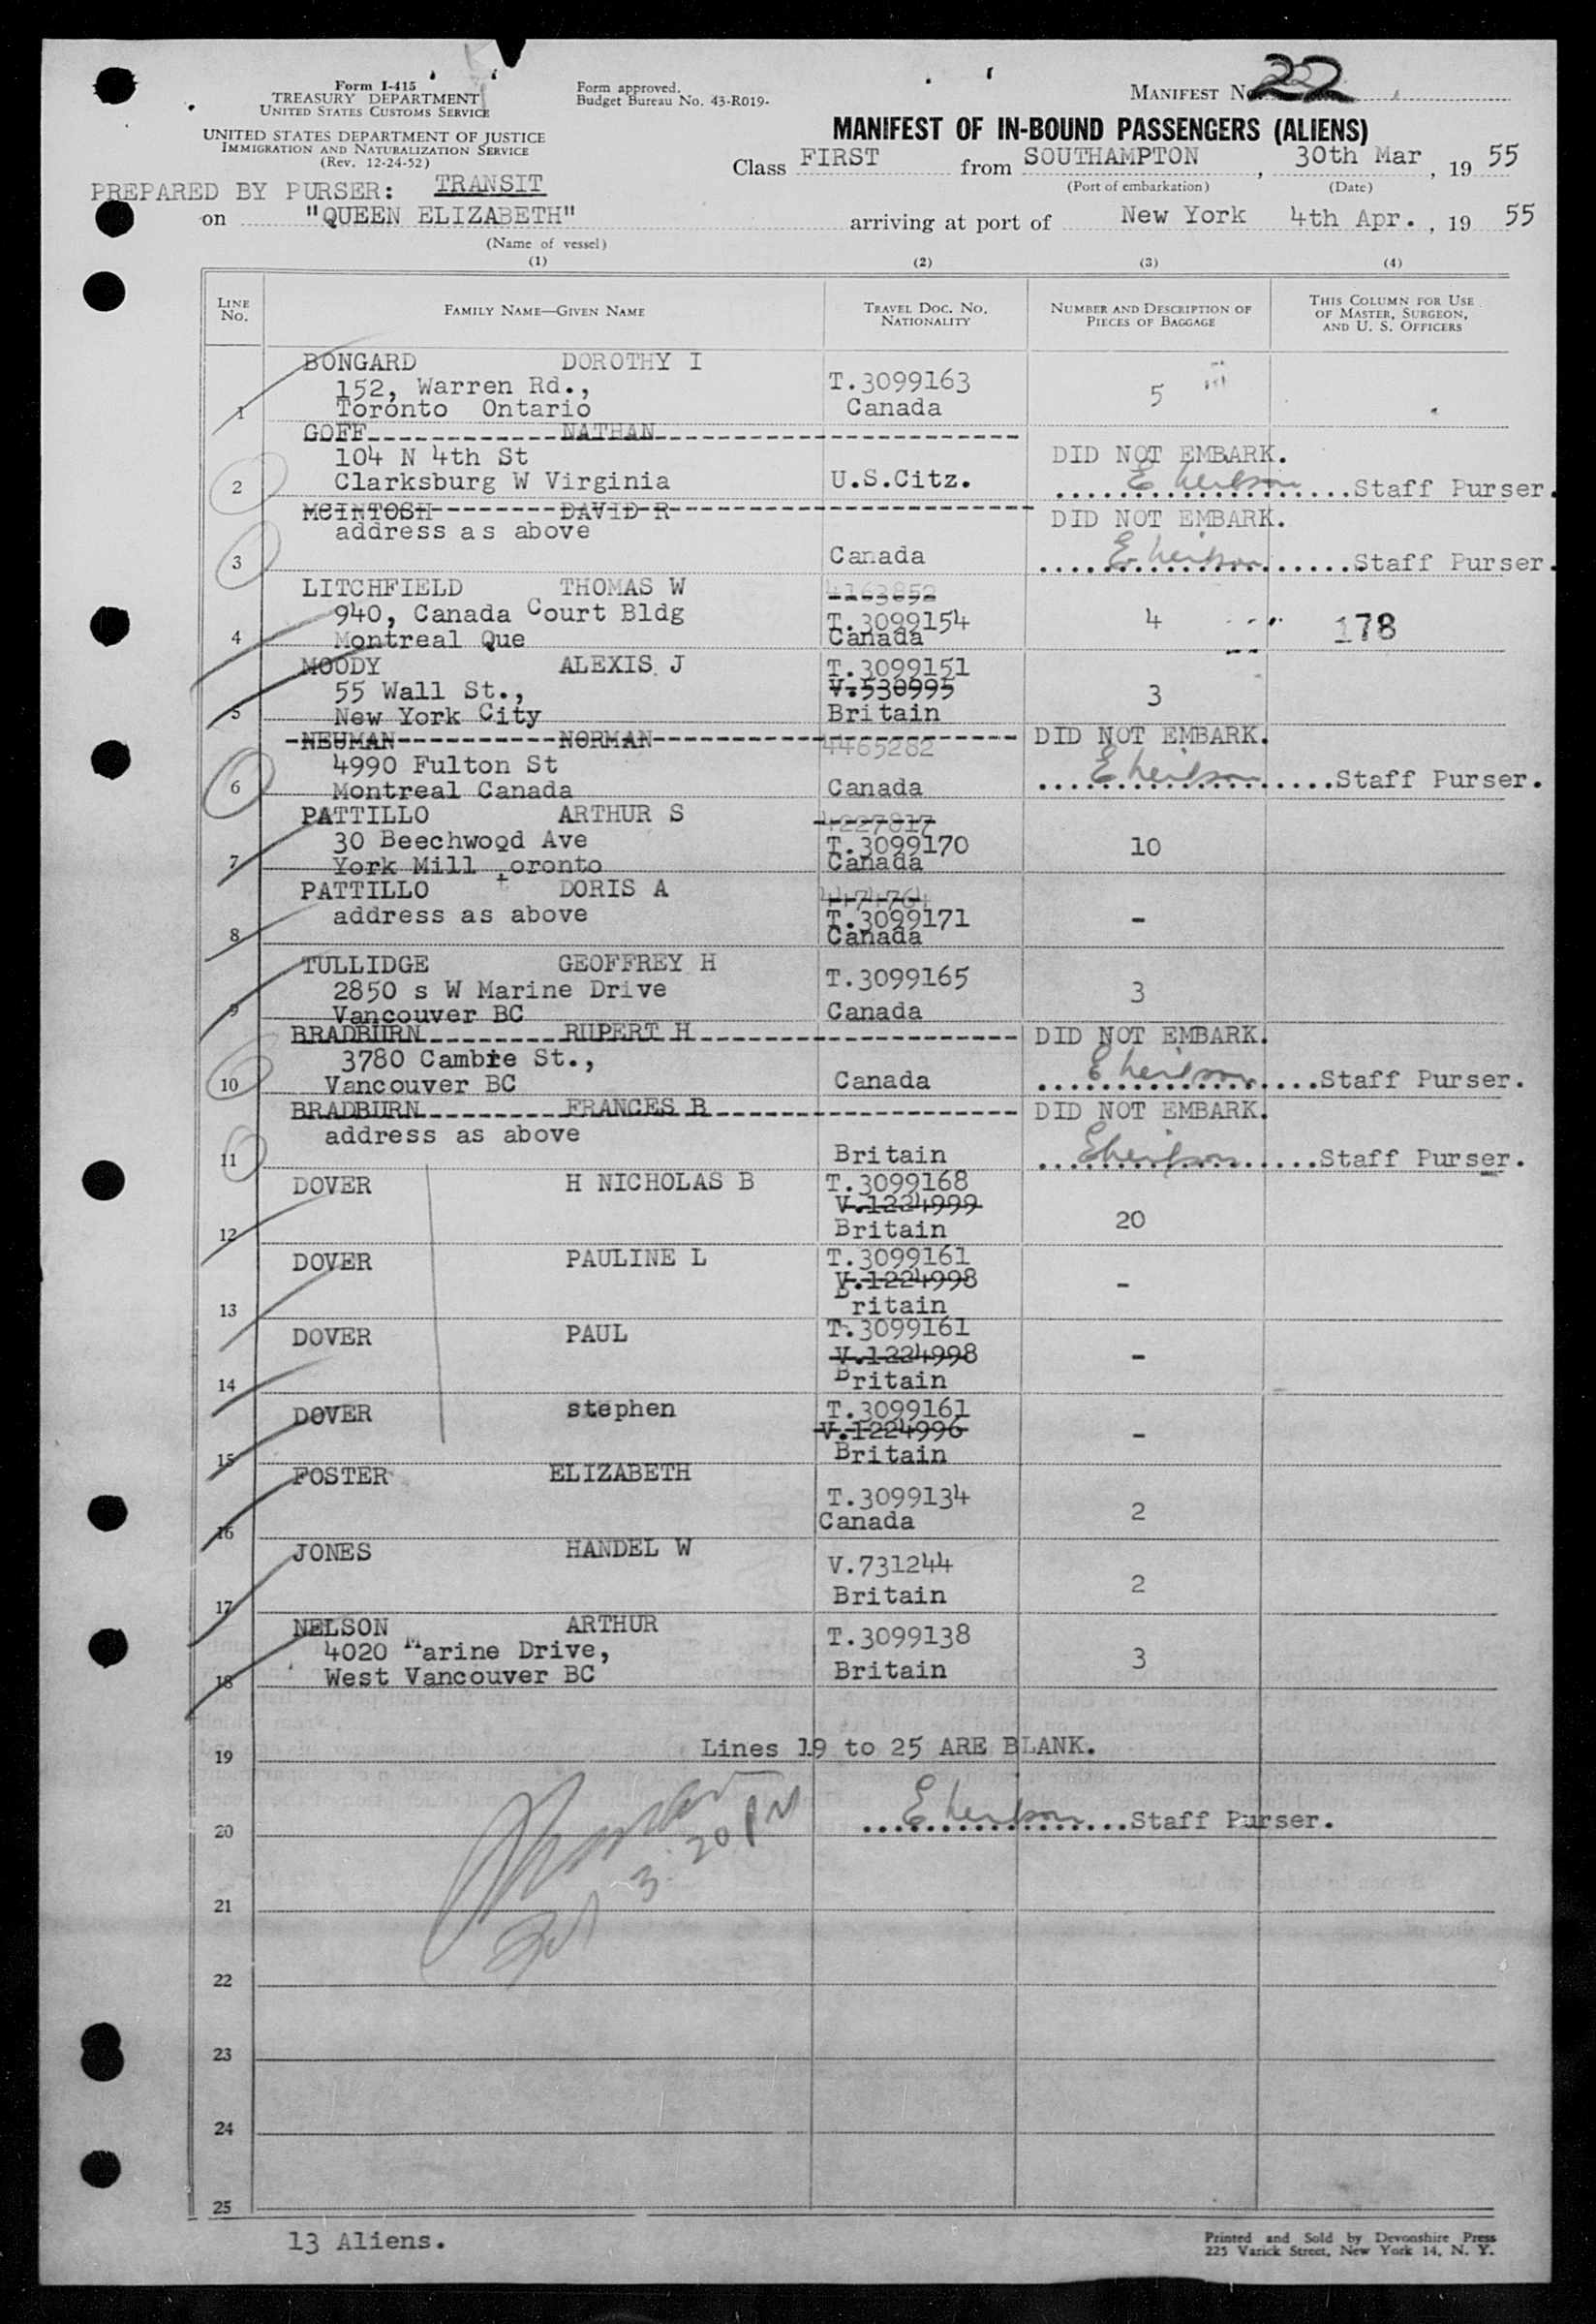 Form I-415
TREASURY DEPARTMENT
UNITED STATES CUSTOMS SERVICE
UNITED STATES DEPARTMENT OF JUSTICE
IMMIGRATION AND NATURALIZATION SERVICE
(Rev. 12-24-52)
Form approved.
Budget Bureau No. 43-R019-
MANIFEST No. 22
MANIFEST OF IN-BOUND PASSENGERS (ALIENS)
Class FIRST from SOUTHAMPTON, 30th Mar, 19 55
(Port of embarkation) (Date)
PREPARED BY PURSER: TRANSIT
on "QUEEN ELIZABETH" arriving at port of New York 4th Apr., 19 55
(Name of vessel)
(1) (2) (3) (4)
LINE No. FAMILY NAME—GIVEN NAME TRAVEL DOC. NO. NATIONALITY NUMBER AND DESCRIPTION OF PIECES OF BAGGAGE THIS COLUMN FOR USE OF MASTER, SURGEON, AND U. S. OFFICERS
BONGARD DOROTHY I
152, Warren Rd., T.3099163 5
1 Toronto Ontario Canada
GOFF NATHAN
104 N 4th St DID NOT EMBARK.
2 Clarksburg W Virginia U.S.Citz. Staff Purser.
MCINTOSH DAVID R DID NOT EMBARK.
address as above
3 Canada Staff Purser.
LITCHFIELD THOMAS W 4163852
940, Canada Court Bldg T.3099154 4 178
4 Montreal Que Canada
MOODY ALEXIS J T.3099151
55 Wall St., V.530995 3
5 New York City Britain
NEUMAN NORMAN 4465282 DID NOT EMBARK.
4990 Fulton St
6 Montreal Canada Canada Staff Purser.
PATTILLO ARTHUR S 4227817
30 Beechwood Ave T.3099170 10
7 York Mill toronto Canada
PATTILLO DORIS A 4474764
address as above T.3099171 -
8 Canada
TULLIDGE GEOFFREY H
2850 s W Marine Drive T.3099165 3
9 Vancouver BC Canada
BRADBURN RUPERT H DID NOT EMBARK.
3780 Cambie St.,
10 Vancouver BC Canada Staff Purser.
BRADBURN FRANCES B DID NOT EMBARK.
address as above
11 Britain Staff Purser.
DOVER H NICHOLAS B T.3099168
V.1224999
12 Britain 20
DOVER PAULINE L T.3099161
V.1224998 -
13 Britain
DOVER PAUL T.3099161
V.1224998 -
14 Britain
DOVER stephen T.3099161
V.1224996 -
15 Britain
FOSTER ELIZABETH
T.3099134 2
16 Canada
JONES HANDEL W
V.731244 2
17 Britain
NELSON ARTHUR
4020 Marine Drive, T.3099138 3
18 West Vancouver BC Britain
19 Lines 19 to 25 ARE BLANK.
3.20 PM
20 Staff Purser.
21
22
23
24
25
13 Aliens.
Printed and Sold by Devonshire Press
225 Varick Street, New York 14, N. Y.